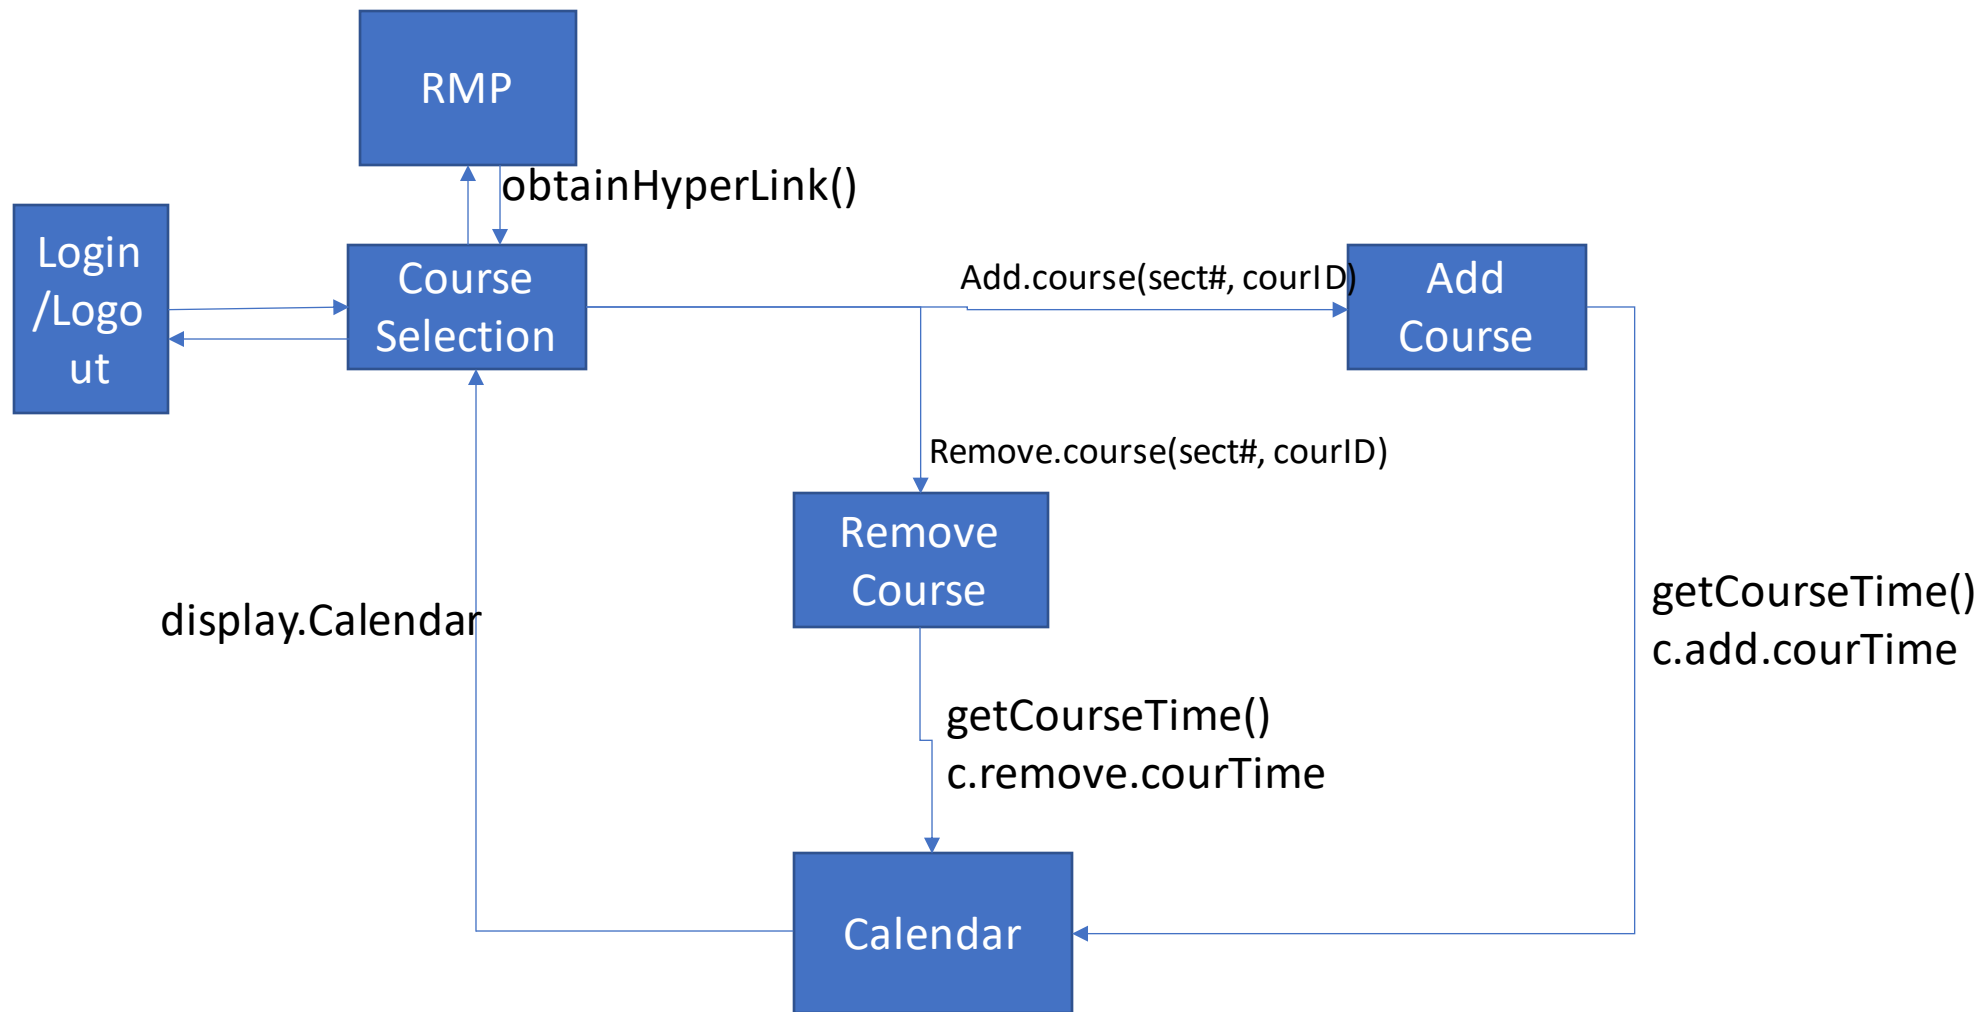 RMP
obtainHyperLink()
Login
/Logo
ut
Course
Selection
Add.course(sect#, courID)
Add
Course
Remove.course(sect#, courID)
Remove
Course
display.Calendar
getCourseTime()
c.add.courTime
getCourseTime()
c.remove.courTime
Calendar